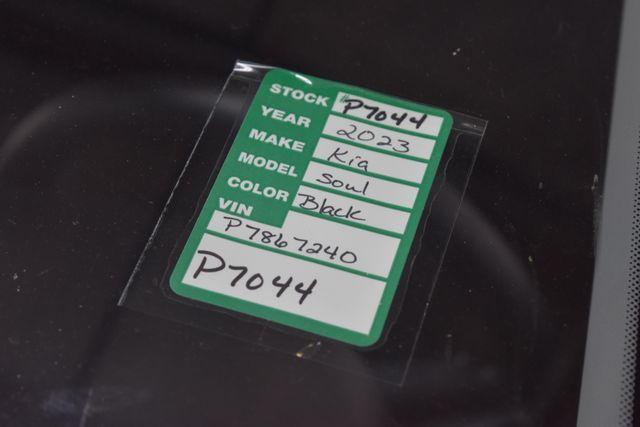 STOCK P7044
YEAR 2023
MAKE Kia
MODEL Soul
COLOR Black
VIN
P7867240
P7044